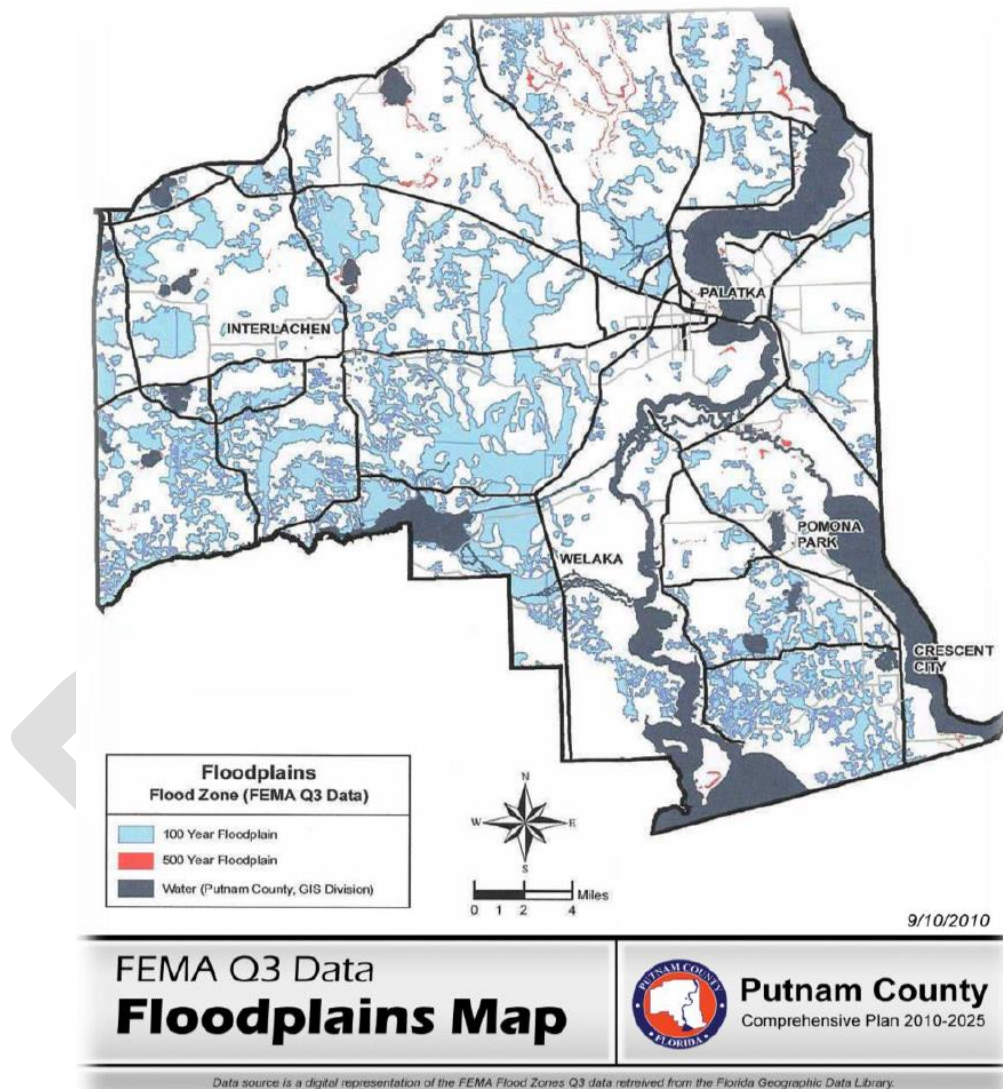 PALATKA
INTERLACHEN
POMONA
PARK
WELAKA
CRESCENT
CITY
Floodplains
Flood Zone (FEMA Q3 Data)
100 Year Floodplain
500 Year Floodplain
Water (Putnam County, GIS Division)
N
W E
S
Miles
0 1 2 4
9/10/2010
FEMA Q3 Data
Floodplains Map
PUTNAM COUNTY
FLORIDA
Putnam County
Comprehensive Plan 2010-2025
Data source is a digital representation of the FEMA Flood Zones Q3 data retreived from the Florida Geographic Data Library.